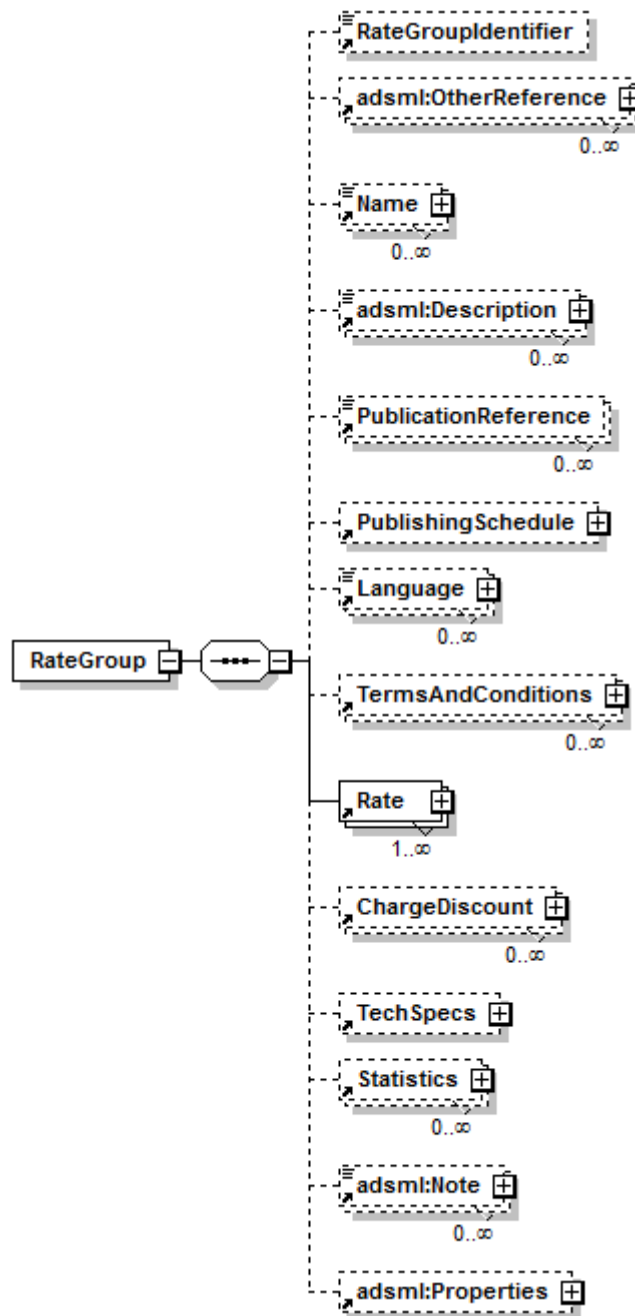 RateGroupIdentifier
adsml:OtherReference
0..∞
Name
0..∞
adsml:Description
0..∞
PublicationReference
0..∞
PublishingSchedule
Language
0..∞
RateGroup
TermsAndConditions
0..∞
Rate
1..∞
ChargeDiscount
0..∞
TechSpecs
Statistics
0..∞
adsml:Note
0..∞
adsml:Properties